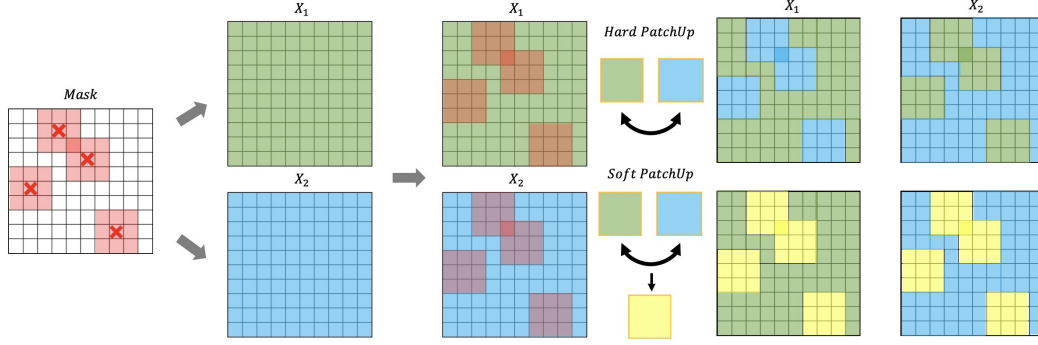 Mask
X₁
X₂
X₁
X₂
Hard PatchUp
Soft PatchUp
X₁
X₂